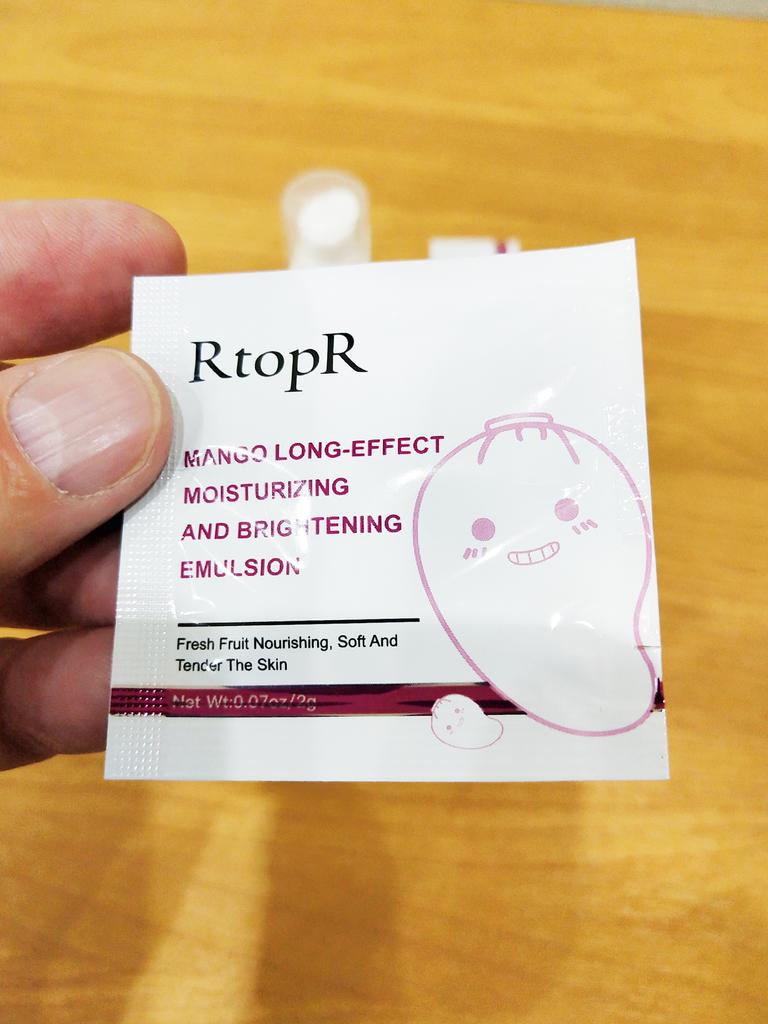 RtopR
MANGO LONG-EFFECT
MOISTURIZING
AND BRIGHTENING
EMULSION
Fresh Fruit Nourishing, Soft And
Tender The Skin
Net Wt:0.07oz/2g